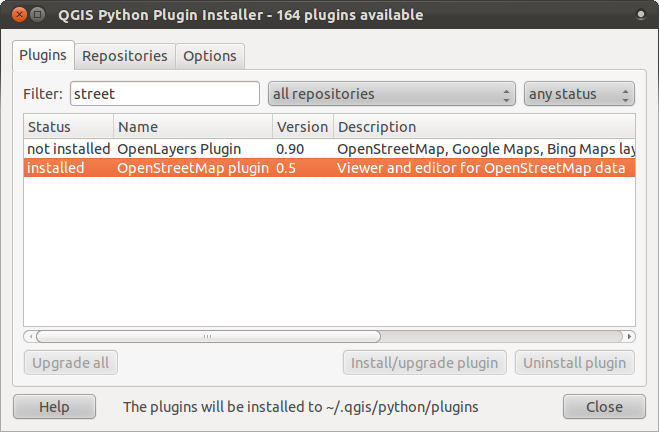 QGIS Python Plugin Installer - 164 plugins available
Plugins Repositories Options
Filter: street all repositories any status
Status Name Version Description
not installed OpenLayers Plugin 0.90 OpenStreetMap, Google Maps, Bing Maps lay
installed OpenStreetMap plugin 0.5 Viewer and editor for OpenStreetMap data
Upgrade all Install/upgrade plugin Uninstall plugin
Help The plugins will be installed to ~/.qgis/python/plugins Close